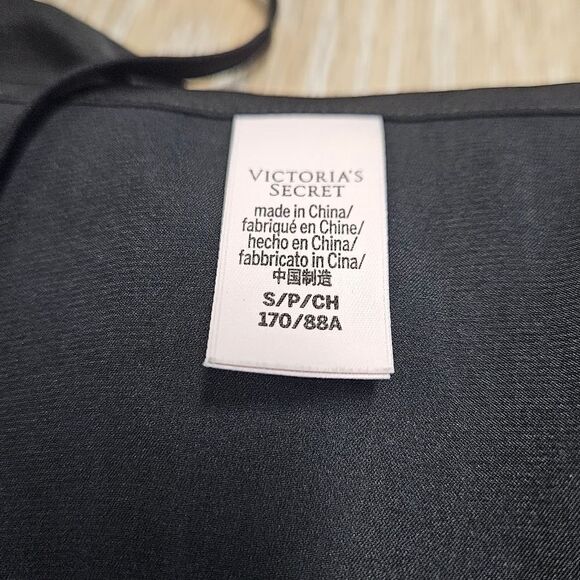 VICTORIA'S
SECRET
made in China/
fabriqué en Chine/
hecho en China/
fabbricato in Cina/
中国制造
S/P/CH
170/88A